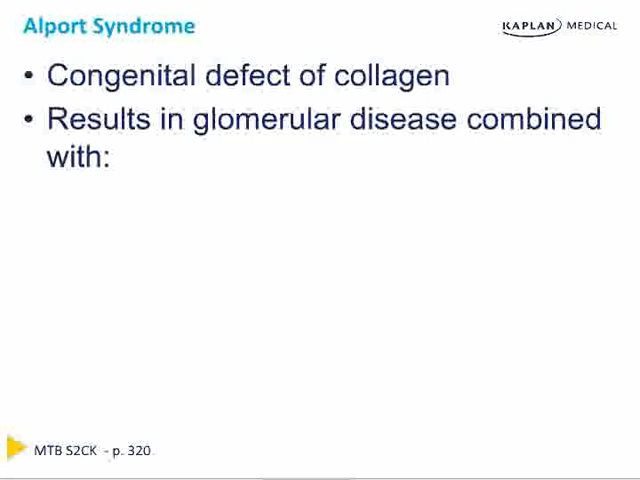 Alport Syndrome
KAPLAN MEDICAL
• Congenital defect of collagen
• Results in glomerular disease combined
with:
MTB S2CK - p. 320